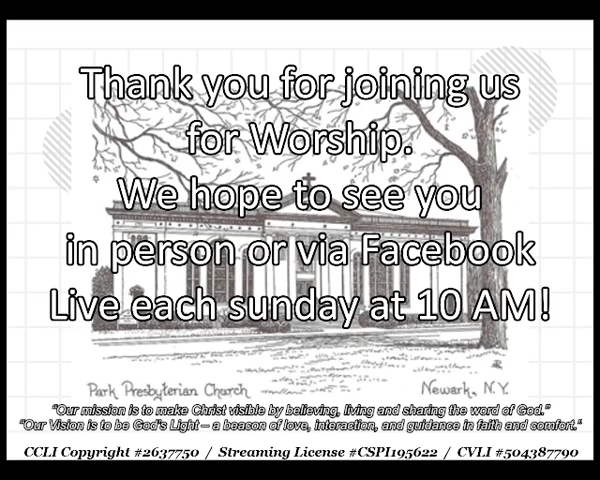 Thank you for joining us
for Worship.
We hope to see you
in person or via Facebook
Live each sunday at 10 AM!
Park Presbyterian Church Newark, N.Y.
"Our mission is to make Christ visible by believing, living and sharing the word of God."
"Our Vision is to be God's Light – a beacon of love, interaction, and guidance in faith and comfort."
CCLI Copyright #2637750 / Streaming License #CSPI195622 / CVLI #504387790